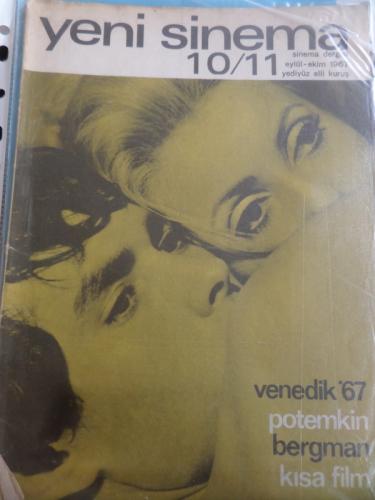 yeni sinema
10/11
sinema dergisi
eylül-ekim 1967
yediyüz elli kuruş
venedik '67
potemkin
bergman
kısa film